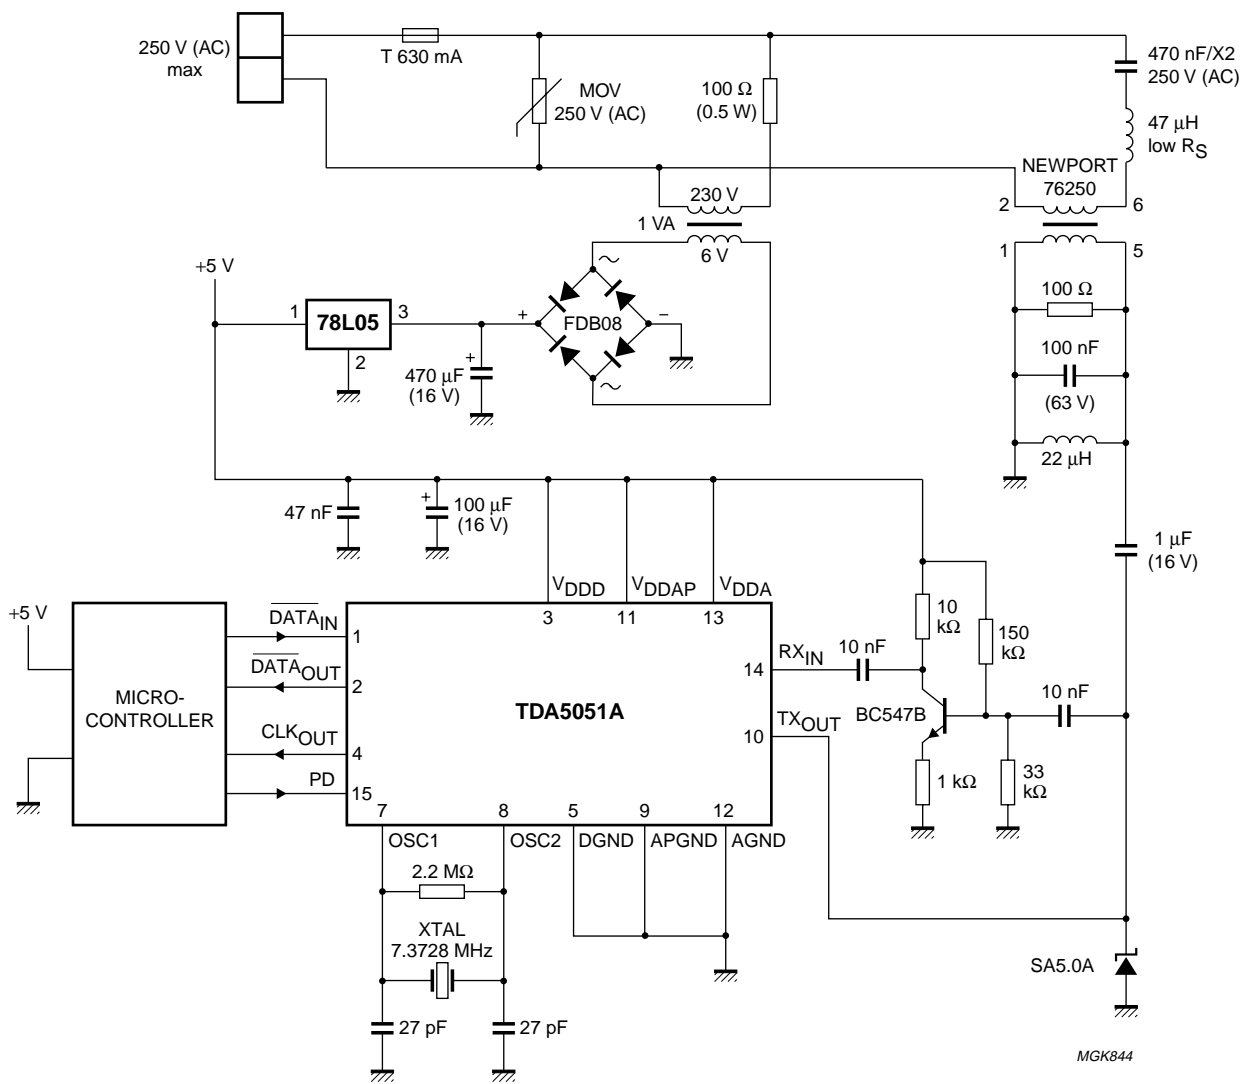 250 V (AC)
max
T 630 mA
MOV
250 V (AC)
100 Ω
(0.5 W)
470 nF/X2
250 V (AC)
47 μH
low RS
NEWPORT
76250
2
6
1
5
230 V
1 VA
6 V
+5 V
1
78L05
3
2
+
470 μF
(16 V)
+
FDB08
−
∼
∼
100 Ω
100 nF
(63 V)
22 μH
47 nF
+
100 μF
(16 V)
1 μF
(16 V)
+5 V
MICRO-
CONTROLLER
DATAIN
1
DATAOUT
2
CLKOUT
4
PD
15
VDDD
3
VDDAP
11
VDDA
13
TDA5051A
RXIN
14
TXOUT
10
10 nF
10
kΩ
150
kΩ
BC547B
10 nF
1 kΩ
33
kΩ
7
OSC1
8
OSC2
5
DGND
9
APGND
12
AGND
2.2 MΩ
XTAL
7.3728 MHz
27 pF
27 pF
SA5.0A
MGK844